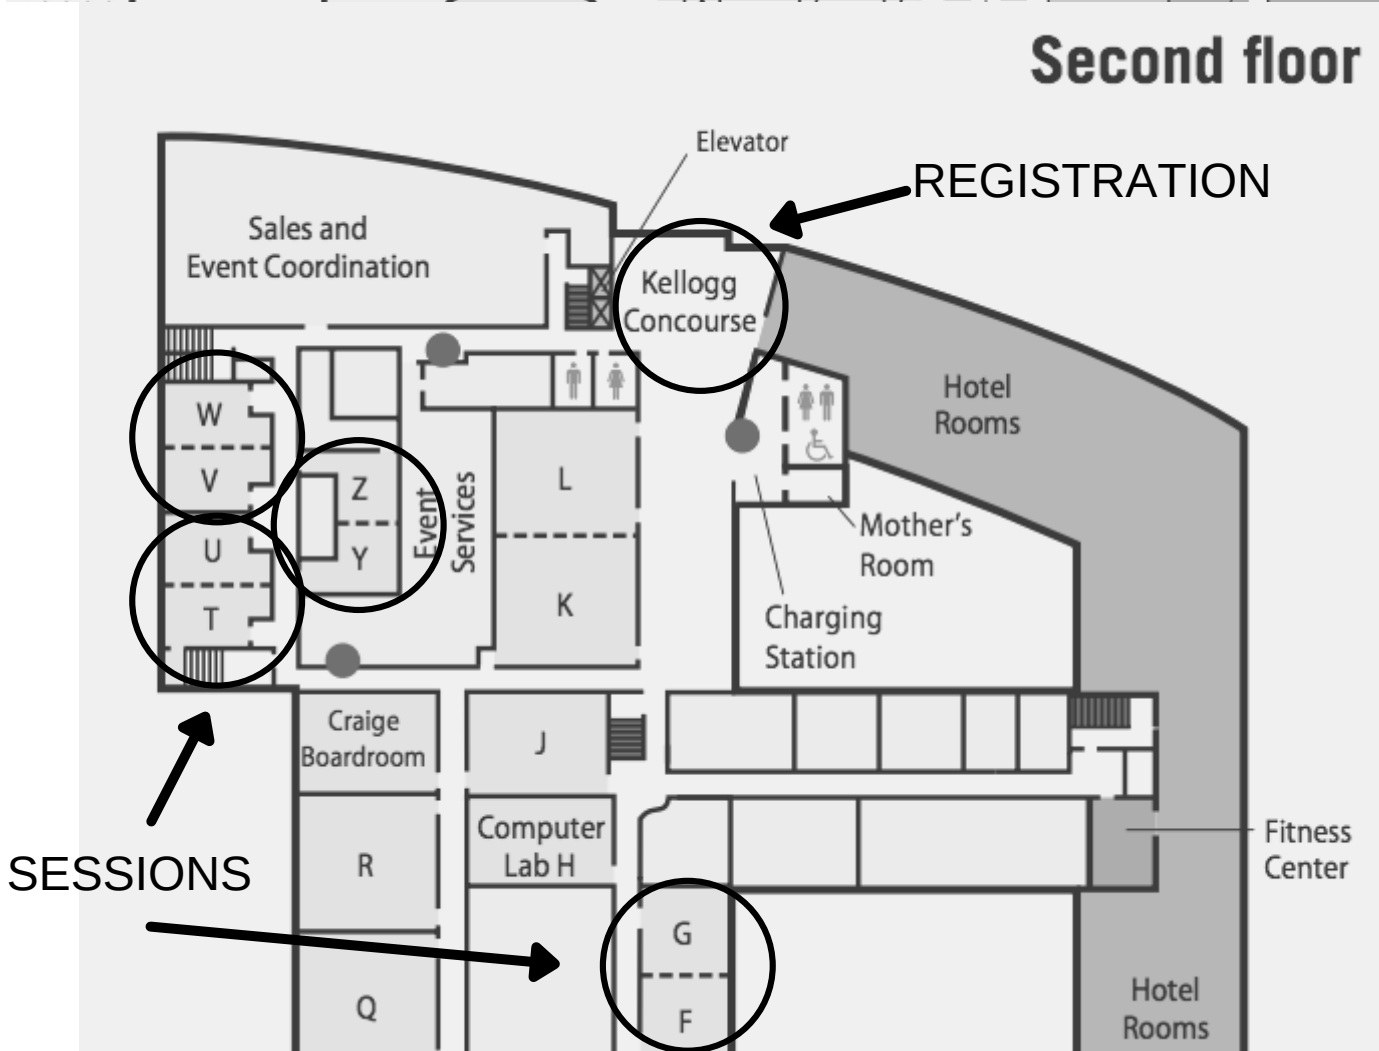 Second floor
Elevator
REGISTRATION
Sales and
Event Coordination
Kellogg
Concourse
Hotel
Rooms
W
V
Z
Y
U
T
Event
Services
L
K
Mother's
Room
Charging
Station
Craige
Boardroom
J
Computer
Lab H
R
SESSIONS
Fitness
Center
G
F
Q
Hotel
Rooms